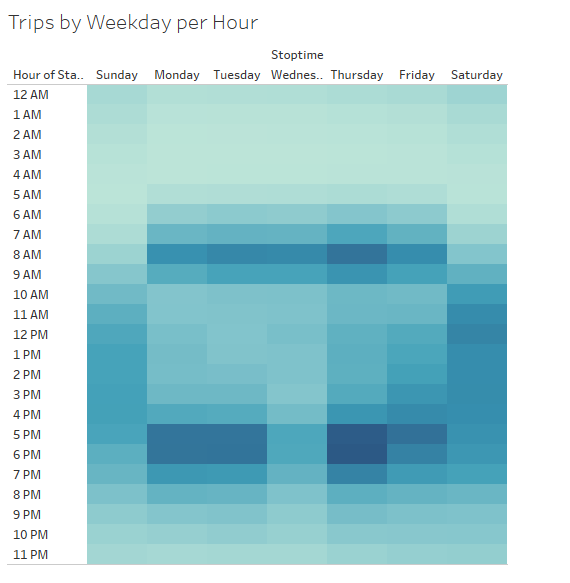 Trips by Weekday per Hour
Stoptime
Hour of Sta.. Sunday Monday Tuesday Wednes.. Thursday Friday Saturday
12 AM
1 AM
2 AM
3 AM
4 AM
5 AM
6 AM
7 AM
8 AM
9 AM
10 AM
11 AM
12 PM
1 PM
2 PM
3 PM
4 PM
5 PM
6 PM
7 PM
8 PM
9 PM
10 PM
11 PM